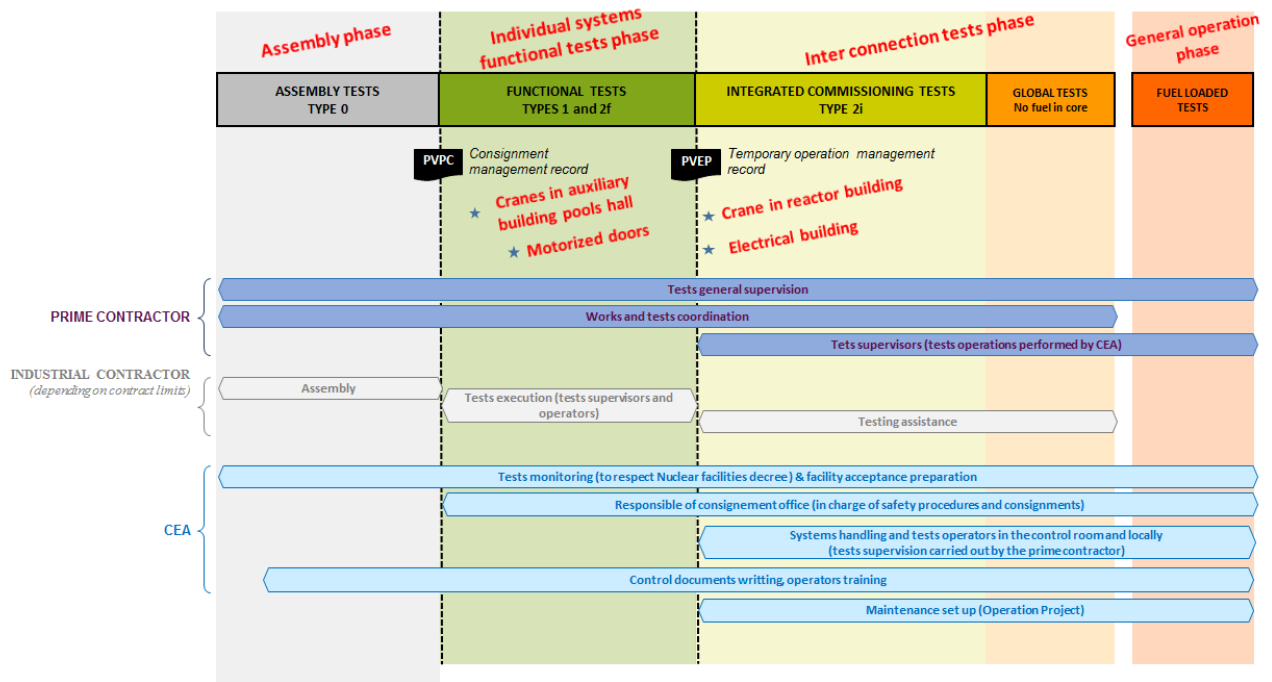 Assembly phase
Individual systems
functional tests phase
Inter connection tests phase
General operation
phase
ASSEMBLY TESTS
TYPE 0
FUNCTIONAL TESTS
TYPES 1 and 2f
INTEGRATED COMMISSIONING TESTS
TYPE 2i
GLOBAL TESTS
No fuel in core
FUEL LOADED
TESTS
PVPC
Consignment
management record
PVEP
Temporary operation management
record
Cranes in auxiliary
building pools hall
Motorized doors
Crane in reactor building
Electrical building
PRIME CONTRACTOR
Tests general supervision
Works and tests coordination
Tets supervisors (tests operations performed by CEA)
INDUSTRIAL CONTRACTOR
(depending on contract limits)
Assembly
Tests execution (tests supervisors and
operators)
Testing assistance
CEA
Tests monitoring (to respect Nuclear facilities decree) & facility acceptance preparation
Responsible of consignement office (in charge of safety procedures and consignments)
Systems handling and tests operators in the control room and locally
(tests supervision carried out by the prime contractor)
Control documents writting, operators training
Maintenance set up (Operation Project)